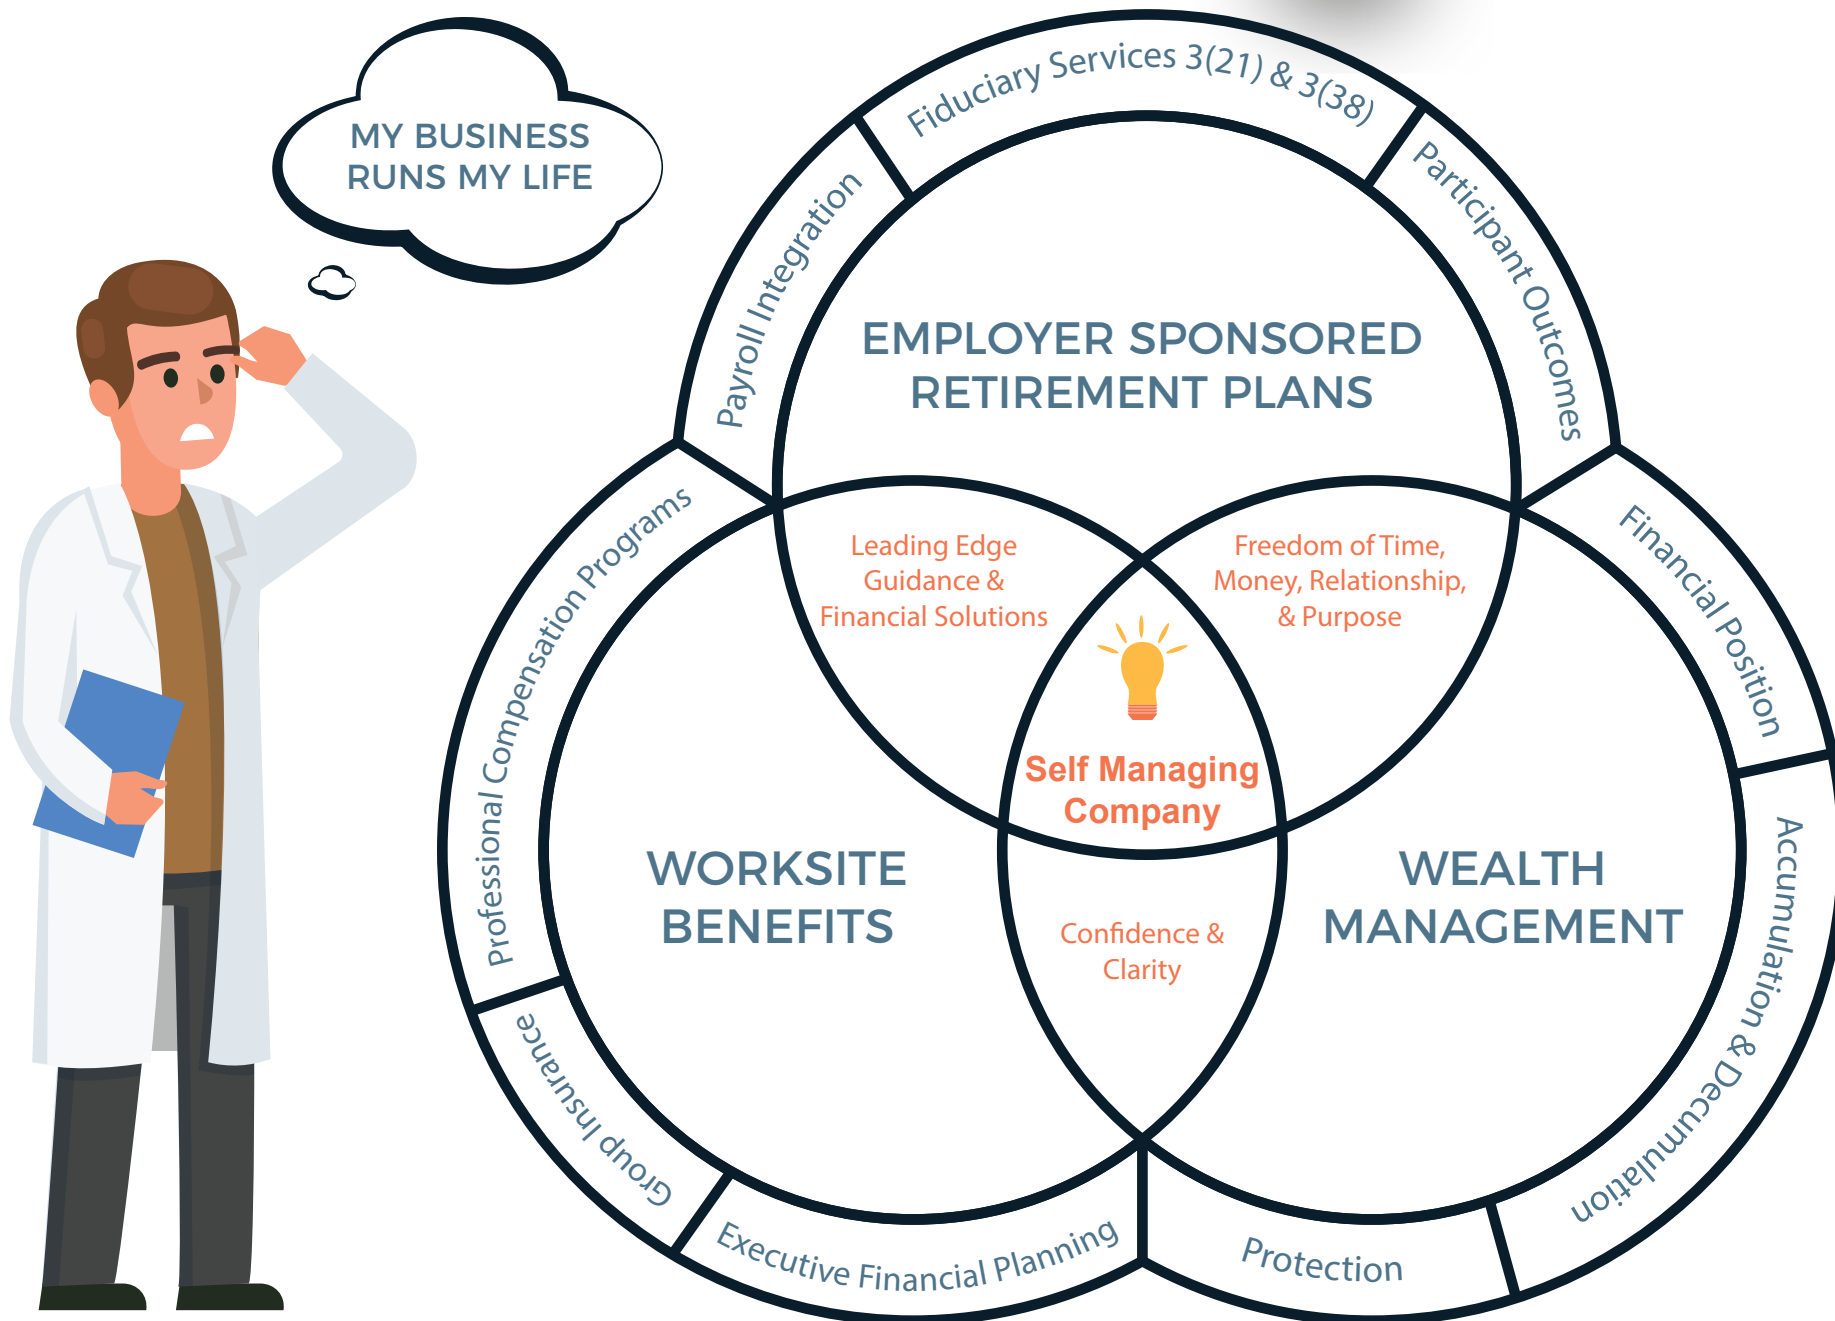 MY BUSINESS
RUNS MY LIFE
Fiduciary Services 3(21) & 3(38)
Payroll Integration
Participant Outcomes
EMPLOYER SPONSORED
RETIREMENT PLANS
Professional Compensation Programs
Leading Edge
Guidance &
Financial Solutions
Freedom of Time,
Money, Relationship,
& Purpose
Financial Position
Self Managing
Company
WORKSITE
BENEFITS
WEALTH
MANAGEMENT
Accumulation & Decumulation
Confidence &
Clarity
Group Insurance
Executive Financial Planning
Protection